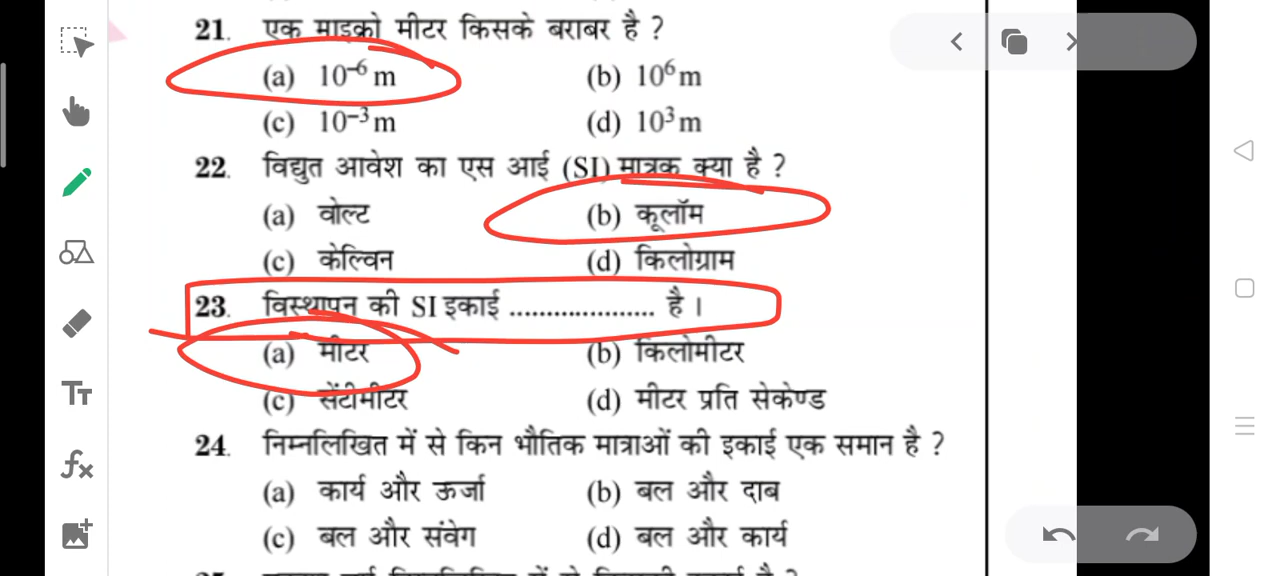 21. एक माइक्रो मीटर किसके बराबर है ?
(a) 10⁻⁶ m (b) 10⁶ m
(c) 10⁻³ m (d) 10³ m
22. विद्युत आवेश का एस आई (SI) मात्रक क्या है ?
(a) वोल्ट (b) कूलॉम
(c) केल्विन (d) किलोग्राम
23. विस्थापन की SI इकाई .................... है ।
(a) मीटर (b) किलोमीटर
(c) सेंटीमीटर (d) मीटर प्रति सेकेण्ड
24. निम्नलिखित में से किन भौतिक मात्राओं की इकाई एक समान है ?
(a) कार्य और ऊर्जा (b) बल और दाब
(c) बल और संवेग (d) बल और कार्य
Tт
fx